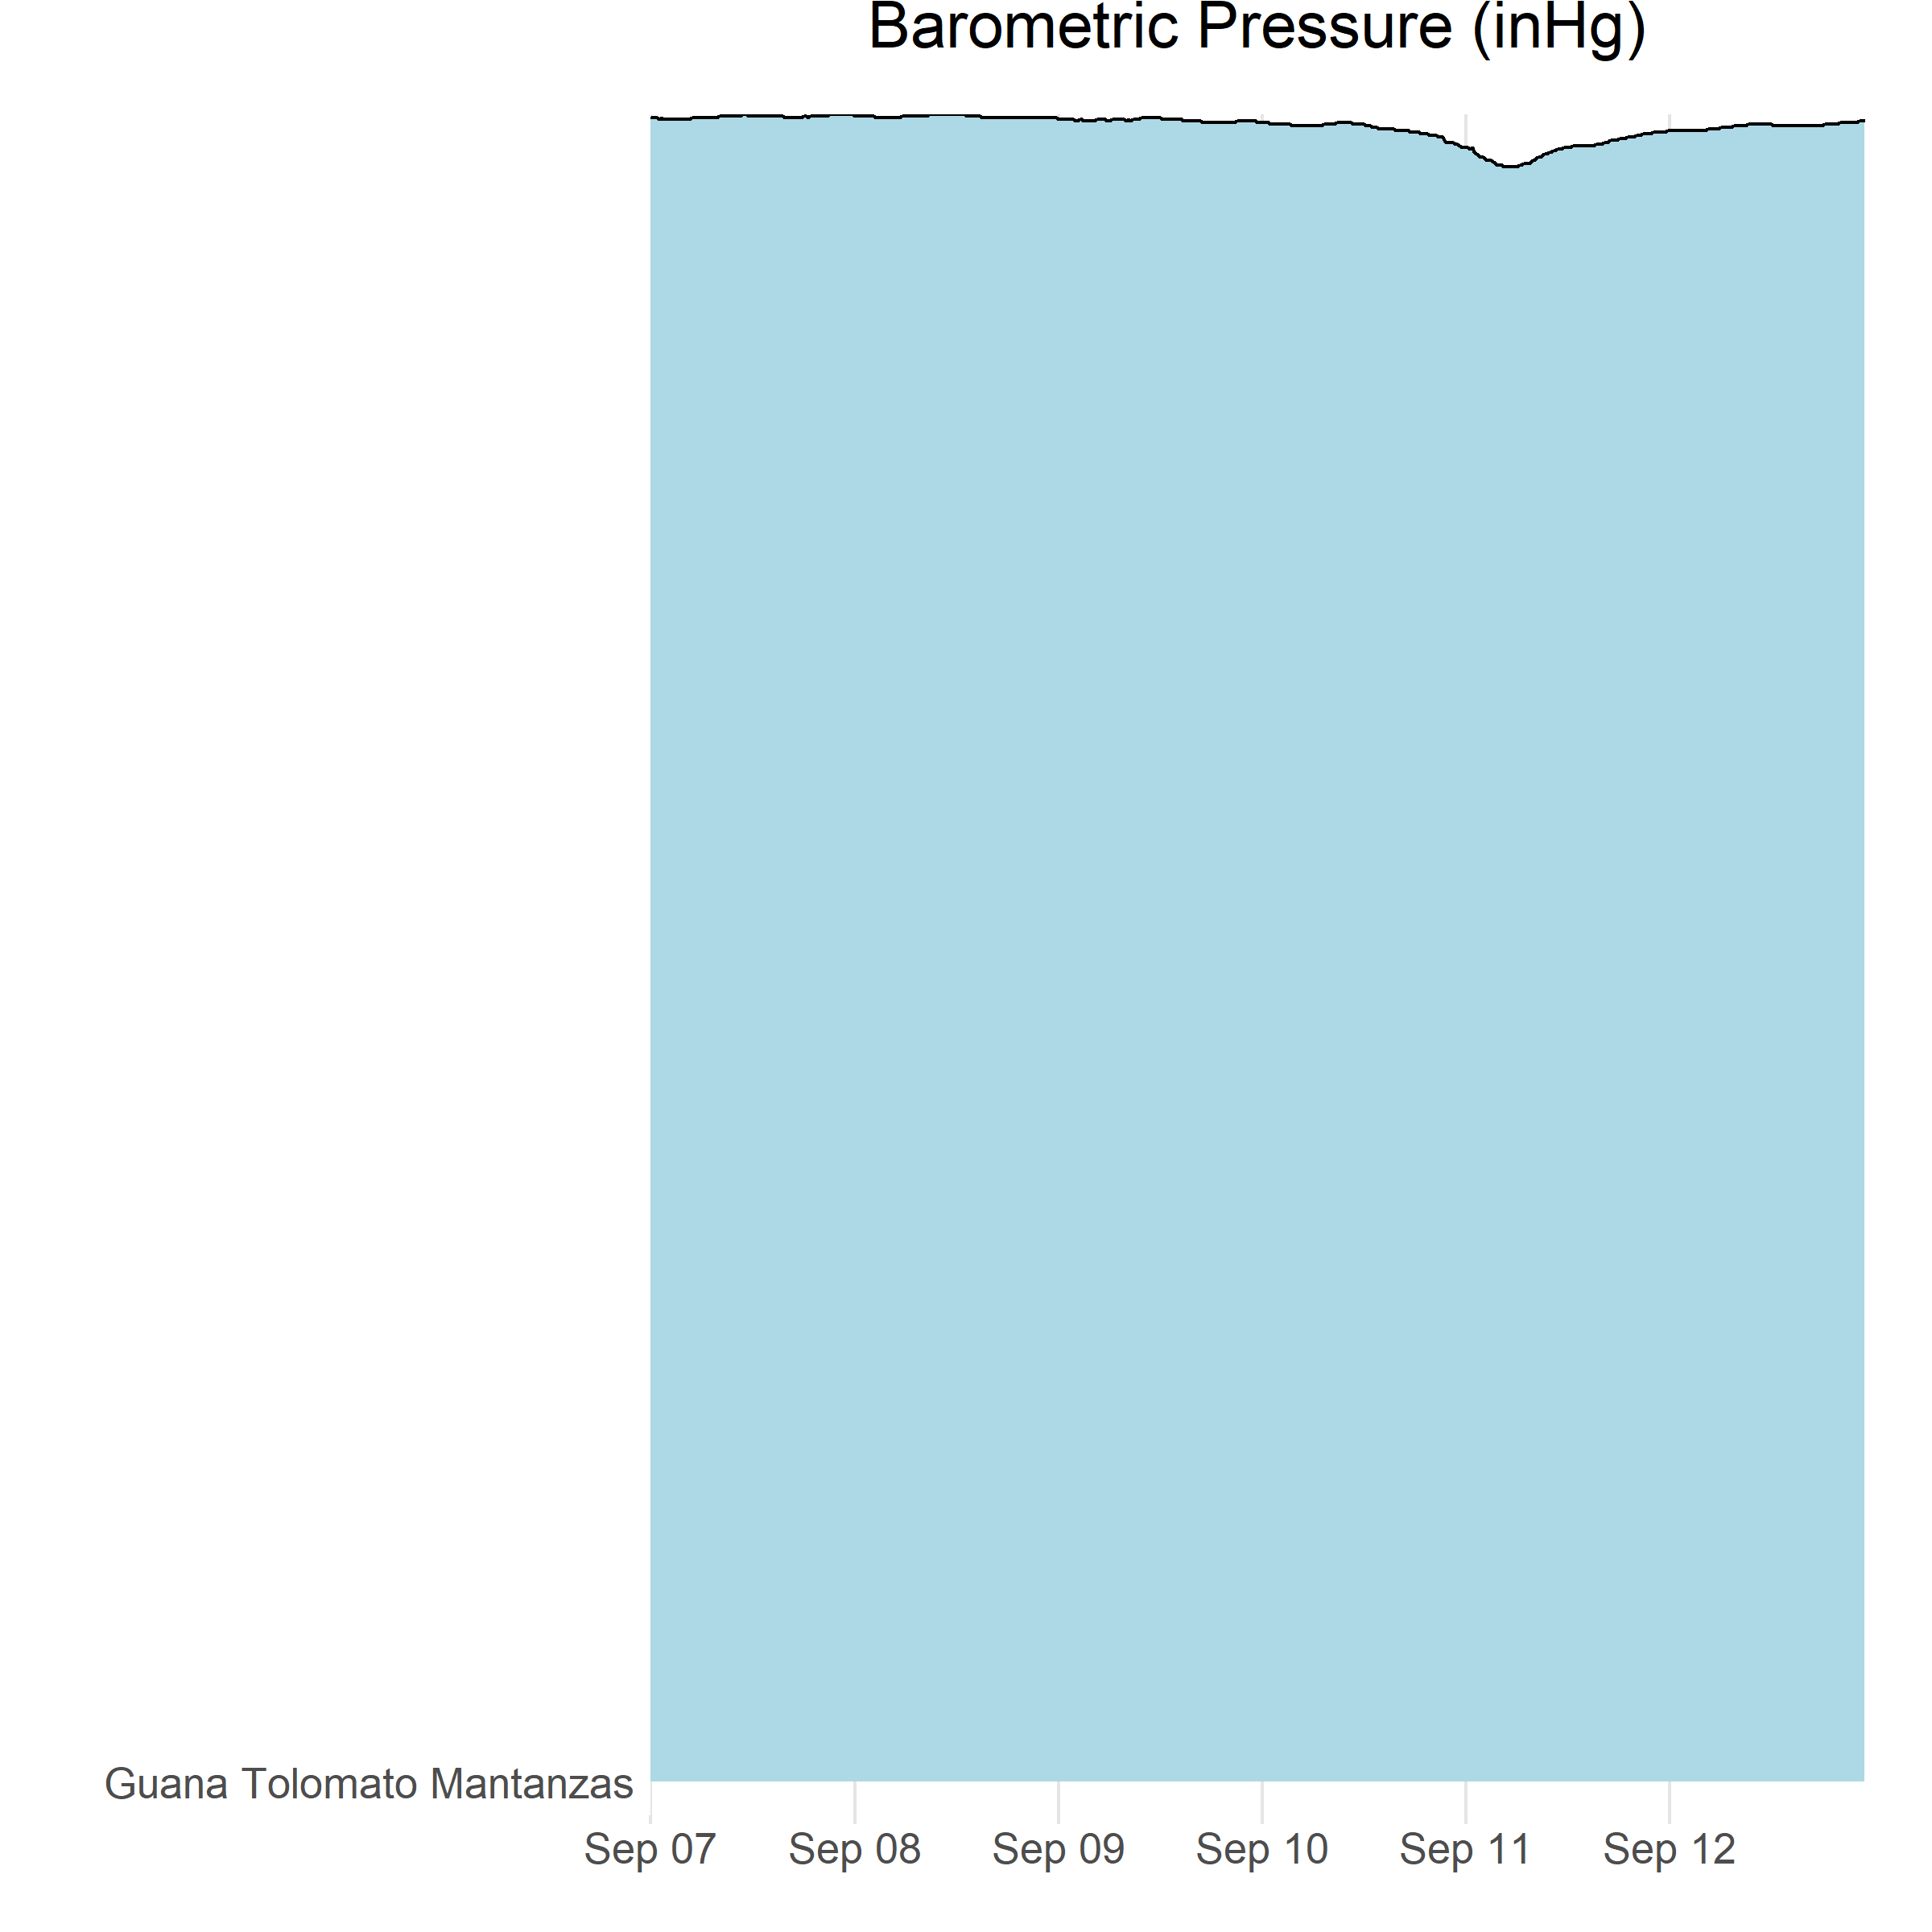 Barometric Pressure (inHg)
Guana Tolomato Mantanzas
Sep 07 Sep 08 Sep 09 Sep 10 Sep 11 Sep 12